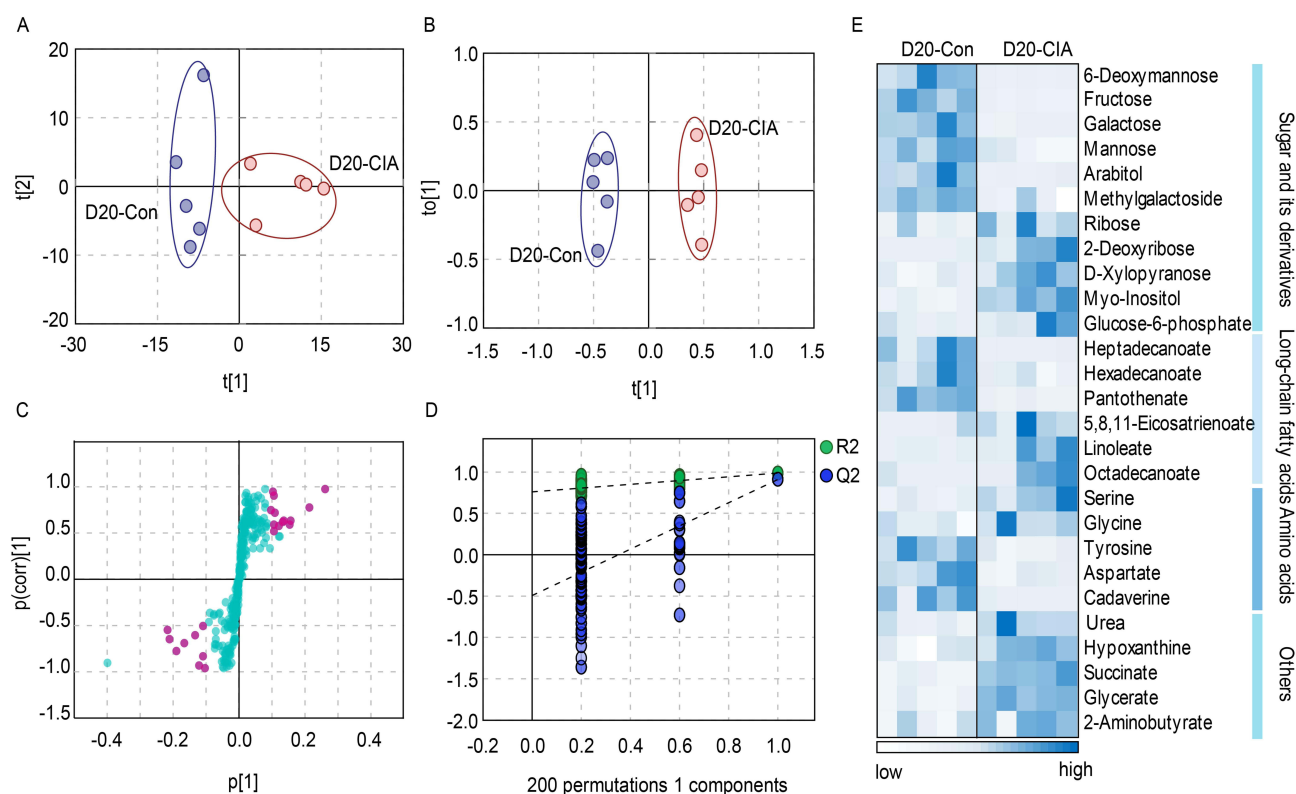 A
20
10
0
-10
-20
-30
-15
0
15
30
t[2]
t[1]
D20-Con
D20-CIA
B
1.0
0.5
0.0
-0.5
-1.0
-1.5
-1.0
-0.5
0.0
0.5
1.0
1.5
to[1]
t[1]
D20-CIA
D20-Con
C
1.0
0.5
0.0
-0.5
-1.0
-1.5
-0.4
-0.2
0.0
0.2
0.4
p(corr)[1]
p[1]
D
R2
Q2
1.0
0.5
0.0
-0.5
-1.0
-1.5
-2.0
-0.2
0.0
0.2
0.4
0.6
0.8
1.0
200 permutations 1 components
E
D20-Con
D20-CIA
6-Deoxymannose
Fructose
Galactose
Mannose
Arabitol
Methylgalactoside
Ribose
2-Deoxyribose
D-Xylopyranose
Myo-Inositol
Glucose-6-phosphate
Heptadecanoate
Hexadecanoate
Pantothenate
5,8,11-Eicosatrienoate
Linoleate
Octadecanoate
Serine
Glycine
Tyrosine
Aspartate
Cadaverine
Urea
Hypoxanthine
Succinate
Glycerate
2-Aminobutyrate
Sugar and its derivatives
Long-chain fatty acids
Amino acids
Others
low
high